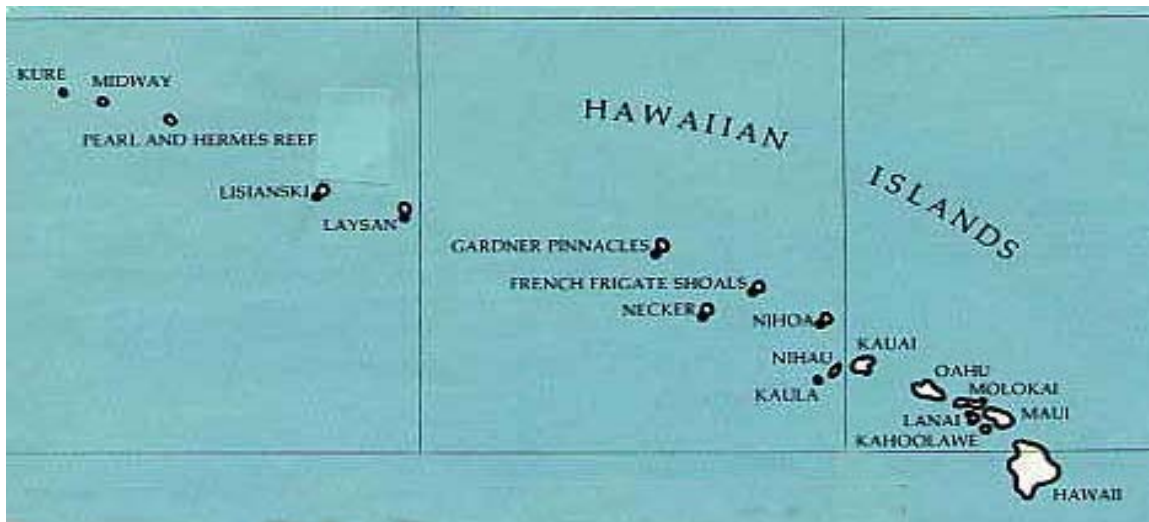 KURE
MIDWAY
PEARL AND HERMES REEF
LISIANSKI
LAYSAN
HAWAIIAN
ISLANDS
GARDNER PINNACLES
FRENCH FRIGATE SHOALS
NECKER
NIHOA
NIHAU
KAUAI
KAULA
OAHU
MOLOKAI
LANAI
MAUI
KAHOOLAWE
HAWAII